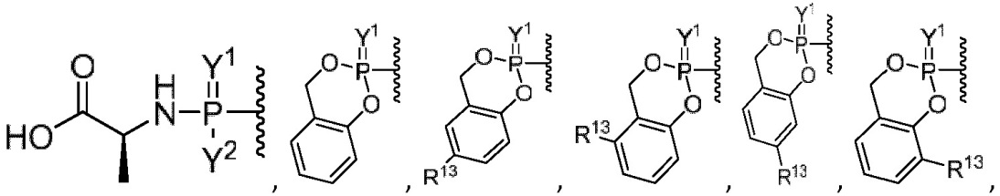 O
HO
H
N
Y¹
P
Y²
,
Y¹
O
P
O
,
Y¹
O
P
O
R¹³
,
Y¹
O
P
O
R¹³
,
Y¹
O
P
O
R¹³
,
Y¹
O
P
O
R¹³
,